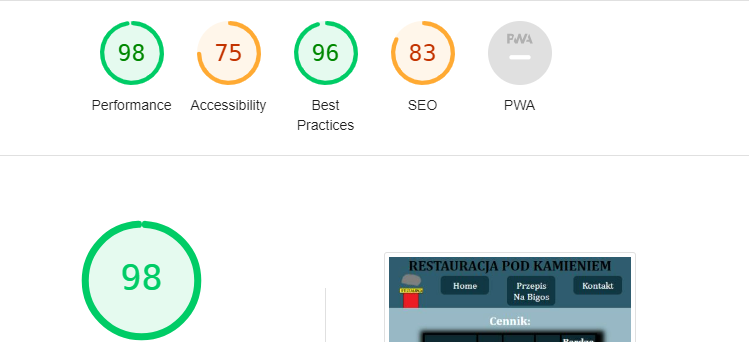 98
75
96
83
PWA
Performance
Accessibility
Best
Practices
SEO
PWA
98
RESTAURACJA POD KAMIENIEM
Home
Przepis
Na Bigos
Kontakt
Cennik:
Bardzo